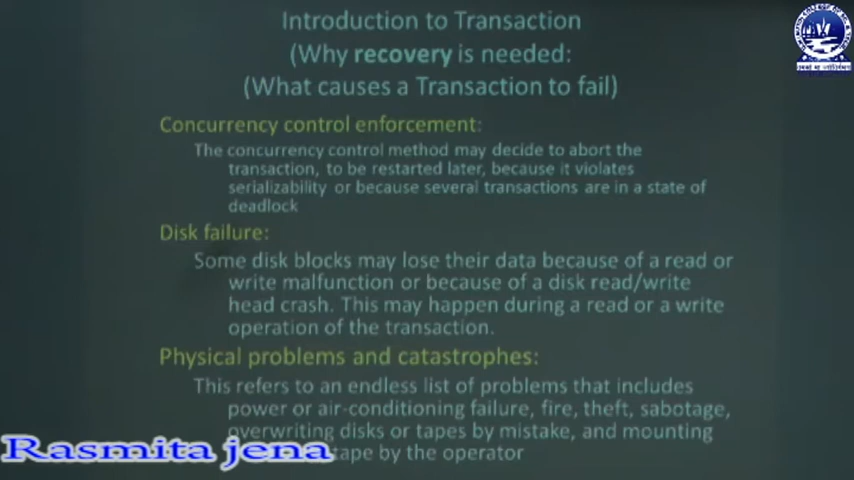 Introduction to Transaction
(Why recovery is needed:
(What causes a Transaction to fail)
Concurrency control enforcement:
The concurrency control method may decide to abort the
transaction, to be restarted later, because it violates
serializability or because several transactions are in a state of
deadlock
Disk failure:
Some disk blocks may lose their data because of a read or
write malfunction or because of a disk read/write
head crash. This may happen during a read or a write
operation of the transaction.
Physical problems and catastrophes:
This refers to an endless list of problems that includes
power or air-conditioning failure, fire, theft, sabotage,
overwriting disks or tapes by mistake, and mounting
tape by the operator
Rasmita jena